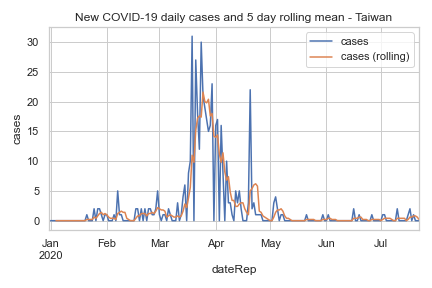 New COVID-19 daily cases and 5 day rolling mean - Taiwan
cases
cases (rolling)
30
25
20
15
10
5
0
cases
Jan
2020
Feb
Mar
Apr
May
Jun
Jul
dateRep